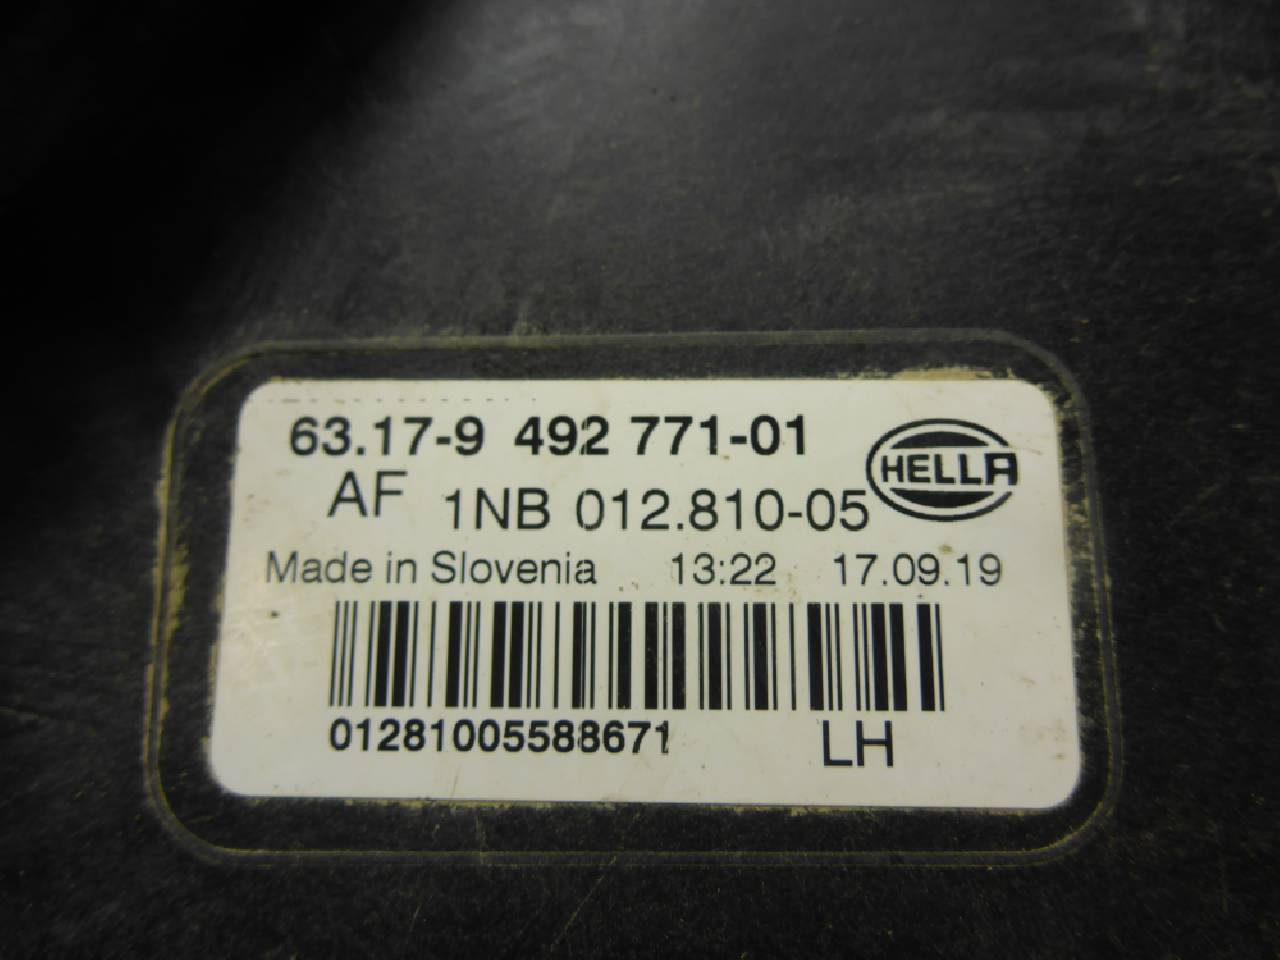 63.17-9 492 771-01
HELLA
AF 1NB 012.810-05
Made in Slovenia 13:22 17.09.19
01281005588671 LH